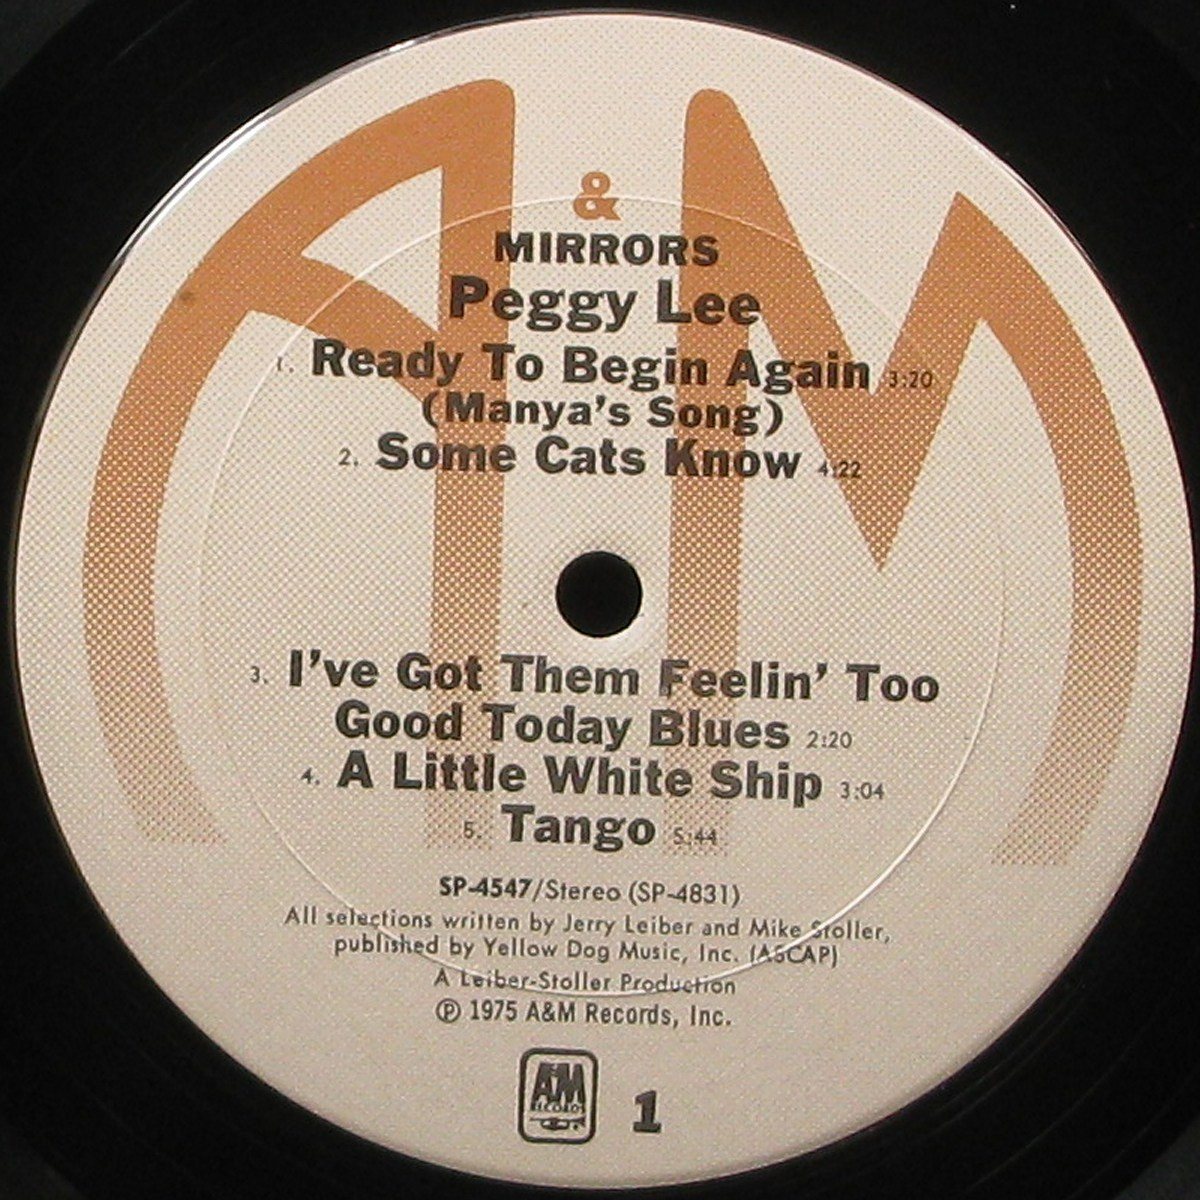 A & M
MIRRORS
Peggy Lee
1. Ready To Begin Again 3:20
(Manya's Song)
2. Some Cats Know 4:22
3. I've Got Them Feelin' Too
Good Today Blues 2:20
4. A Little White Ship 3:04
5. Tango 5:44
SP-4547/Stereo (SP-4831)
All selections written by Jerry Leiber and Mike Stoller,
published by Yellow Dog Music, Inc. (ASCAP)
A Leiber-Stoller Production
℗ 1975 A&M Records, Inc.
A&M
RECORDS
1